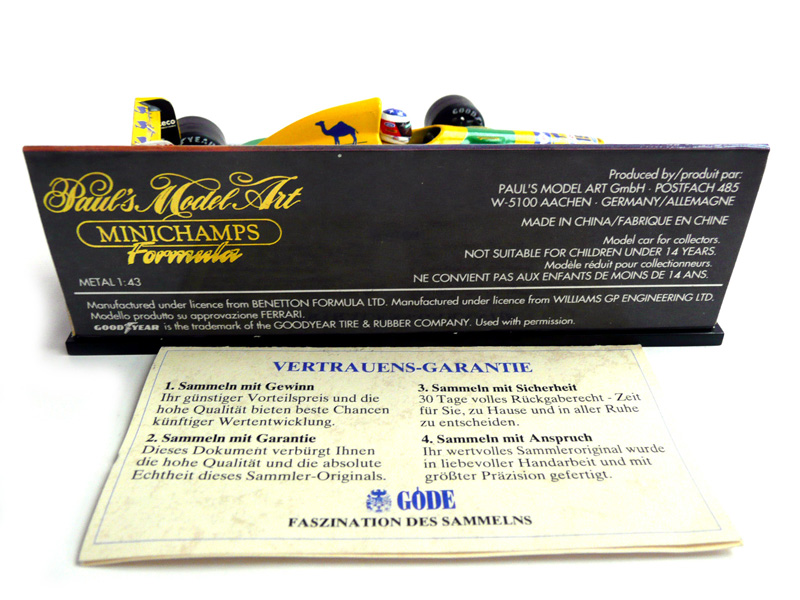 eco
Paul's Model Art
MINICHAMPS
Formula
METAL 1:43
Produced by/produit par:
PAUL'S MODEL ART GmbH · POSTFACH 485
W-5100 AACHEN · GERMANY/ALLEMAGNE
MADE IN CHINA/FABRIQUE EN CHINE
Model car for collectors.
NOT SUITABLE FOR CHILDREN UNDER 14 YEARS.
Modèle réduit pour collectionneurs.
NE CONVIENT PAS AUX ENFANTS DE MOINS DE 14 ANS.
Manufactured under licence from BENETTON FORMULA LTD. Manufactured under licence from WILLIAMS GP ENGINEERING LTD.
Modello produtto su approvazione FERRARI.
GOODYEAR is the trademark of the GOODYEAR TIRE & RUBBER COMPANY. Used with permission.
VERTRAUENS-GARANTIE
1. Sammeln mit Gewinn
Ihr günstiger Vorteilspreis und die
hohe Qualität bieten beste Chancen
künftiger Wertentwicklung.
2. Sammeln mit Garantie
Dieses Dokument verbürgt Ihnen
die hohe Qualität und die absolute
Echtheit dieses Sammler-Originals.
3. Sammeln mit Sicherheit
30 Tage volles Rückgaberecht - Zeit
für Sie, zu Hause und in aller Ruhe
zu entscheiden.
4. Sammeln mit Anspruch
Ihr wertvolles Sammleroriginal wurde
in liebevoller Handarbeit und mit
größter Präzision gefertigt.
GÖDE
FASZINATION DES SAMMELNS